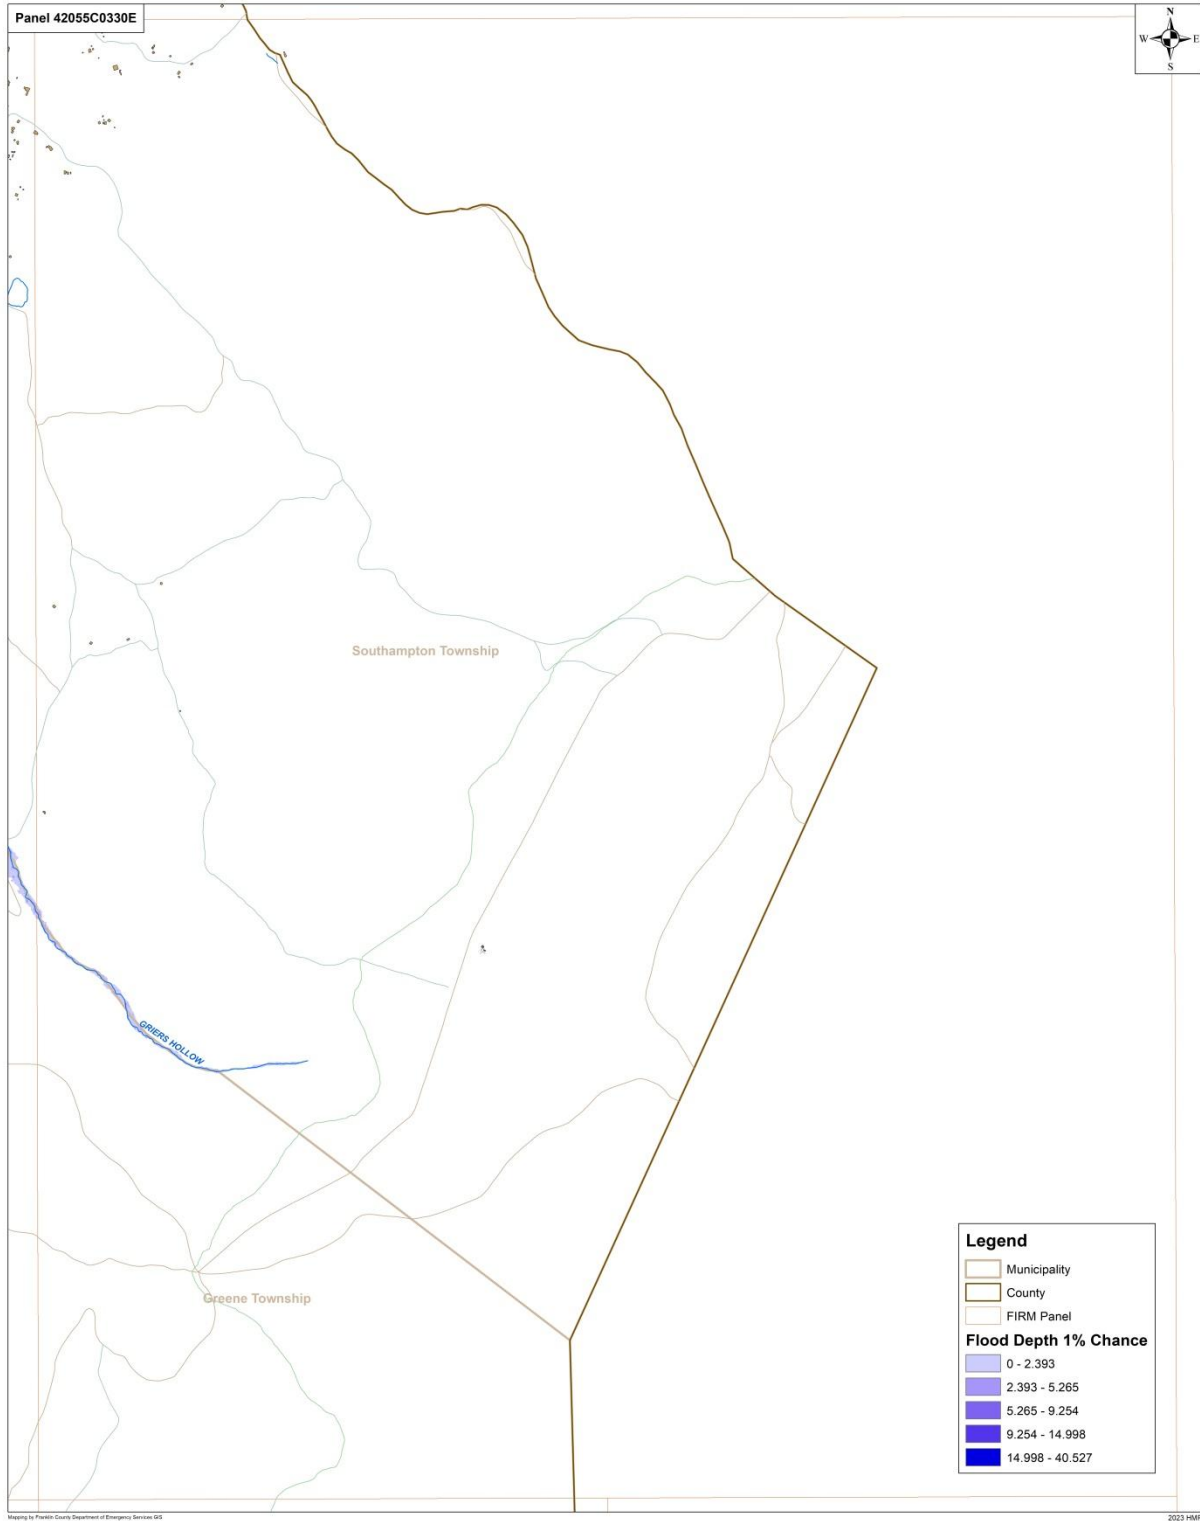 Panel 42055C0330E
N
W E
S
Southampton Township
GRIERS HOLLOW
Greene Township
Legend
Municipality
County
FIRM Panel
Flood Depth 1% Chance
0 - 2.393
2.393 - 5.265
5.265 - 9.254
9.254 - 14.998
14.998 - 40.527
Mapping by Franklin County Department of Emergency Services GIS
2023 HMP